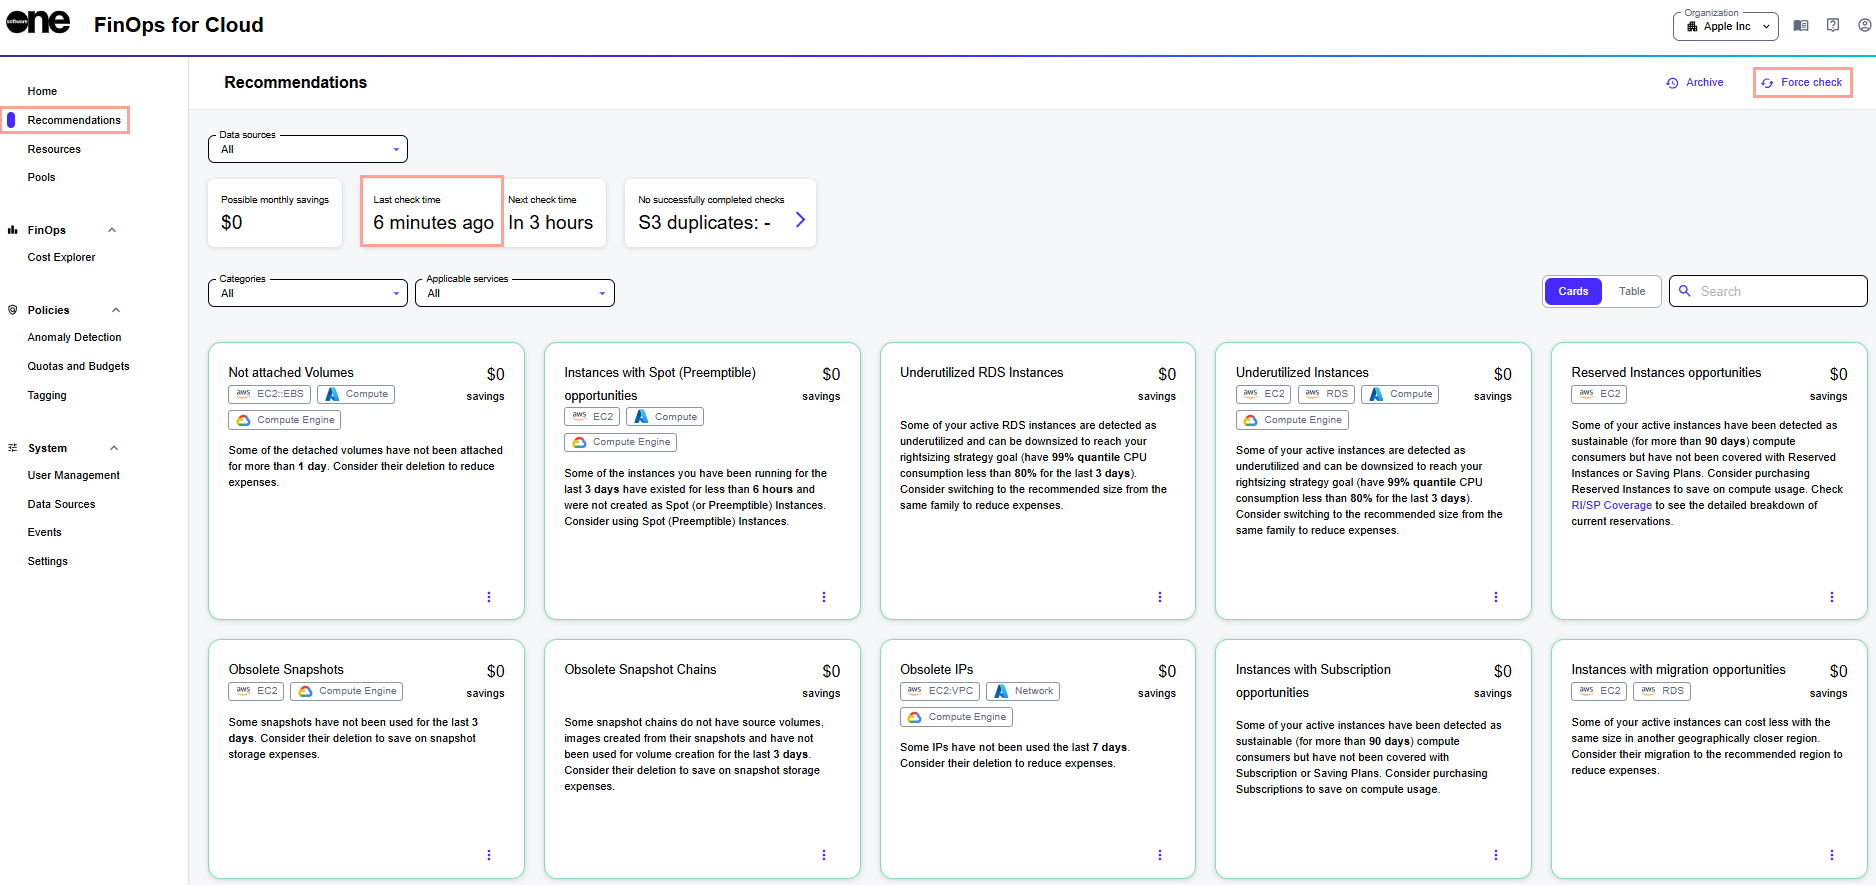 software
one
FinOps for Cloud
Organization
Apple Inc
Home
Recommendations
Resources
Pools
FinOps
Cost Explorer
Policies
Anomaly Detection
Quotas and Budgets
Tagging
System
User Management
Data Sources
Events
Settings
Recommendations
Archive
Force check
Data sources
All
Possible monthly savings
$0
Last check time
6 minutes ago
Next check time
In 3 hours
No successfully completed checks
S3 duplicates: -
Categories
All
Applicable services
All
Cards
Table
Search
Not attached Volumes
$0
savings
aws EC2::EBS
Compute
Compute Engine
Some of the detached volumes have not been attached
for more than 1 day. Consider their deletion to reduce
expenses.
Instances with Spot (Preemptible)
opportunities
$0
savings
aws EC2
Compute
Compute Engine
Some of the instances you have been running for the
last 3 days have existed for less than 6 hours and
were not created as Spot (or Preemptible) Instances.
Consider using Spot (Preemptible) Instances.
Underutilized RDS Instances
$0
savings
Some of your active RDS instances are detected as
underutilized and can be downsized to reach your
rightsizing strategy goal (have 99% quantile CPU
consumption less than 80% for the last 3 days).
Consider switching to the recommended size from the
same family to reduce expenses.
Underutilized Instances
$0
savings
aws EC2
aws RDS
Compute
Compute Engine
Some of your active instances are detected as
underutilized and can be downsized to reach your
rightsizing strategy goal (have 99% quantile CPU
consumption less than 80% for the last 3 days).
Consider switching to the recommended size from the
same family to reduce expenses.
Reserved Instances opportunities
$0
savings
aws EC2
Some of your active instances have been detected as
sustainable (for more than 90 days) compute
consumers but have not been covered with Reserved
Instances or Saving Plans. Consider purchasing
Reserved Instances to save on compute usage. Check
RI/SP Coverage to see the detailed breakdown of
current reservations.
Obsolete Snapshots
$0
savings
aws EC2
Compute Engine
Some snapshots have not been used for the last 3
days. Consider their deletion to save on snapshot
storage expenses.
Obsolete Snapshot Chains
$0
savings
Some snapshot chains do not have source volumes,
images created from their snapshots and have not
been used for volume creation for the last 3 days.
Consider their deletion to save on snapshot storage
expenses.
Obsolete IPs
$0
savings
aws EC2:VPC
Network
Compute Engine
Some IPs have not been used the last 7 days.
Consider their deletion to reduce expenses.
Instances with Subscription
opportunities
$0
savings
Some of your active instances have been detected as
sustainable (for more than 90 days) compute
consumers but have not been covered with
Subscription or Saving Plans. Consider purchasing
Subscriptions to save on compute usage.
Instances with migration opportunities
$0
savings
aws EC2
aws RDS
Some of your active instances can cost less with the
same size in another geographically closer region.
Consider their migration to the recommended region to
reduce expenses.